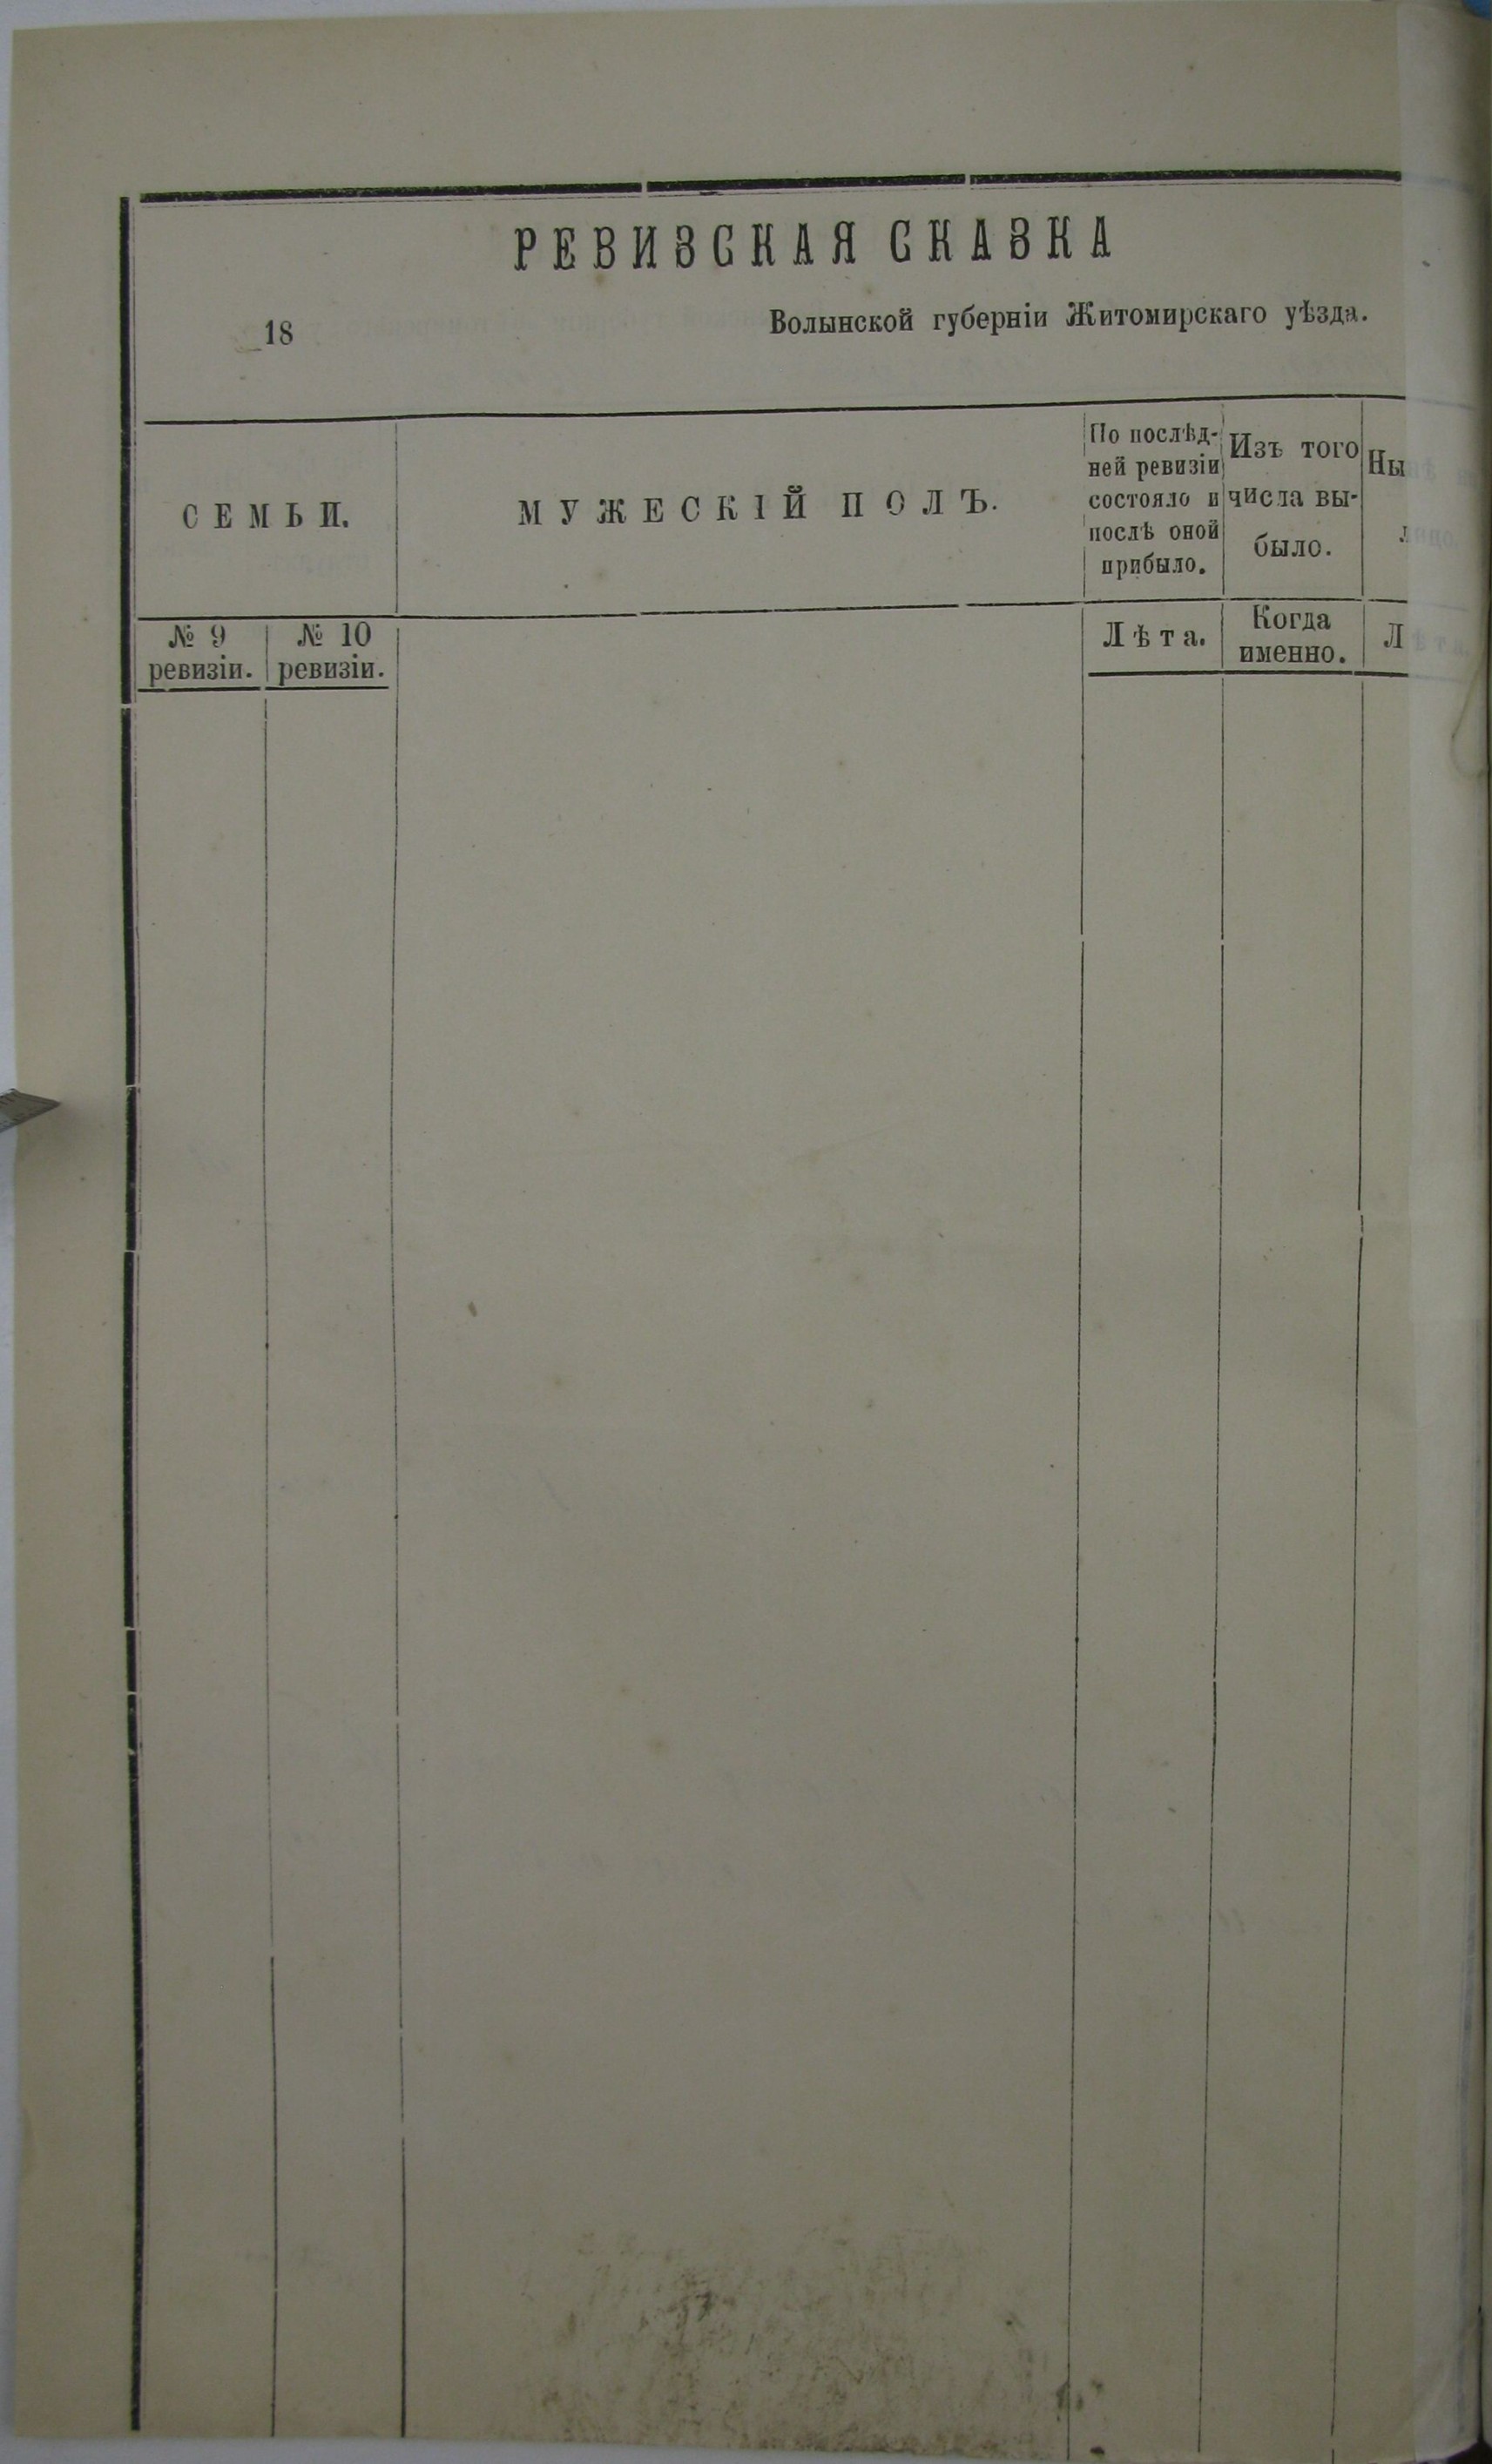 РЕВИЗСКАЯ СКАЗКА
18
Волынской губерніи Житомирскаго уѣзда.
СЕМЬИ.
МУЖЕСКІЙ ПОЛЪ.
По послѣд-
ней ревизіи
состояло и
послѣ оной
прибыло.
Изъ того
числа вы-
было.
Ны
№ 9
ревизіи.
№ 10
ревизіи.
Лѣта.
Когда
именно.
Л